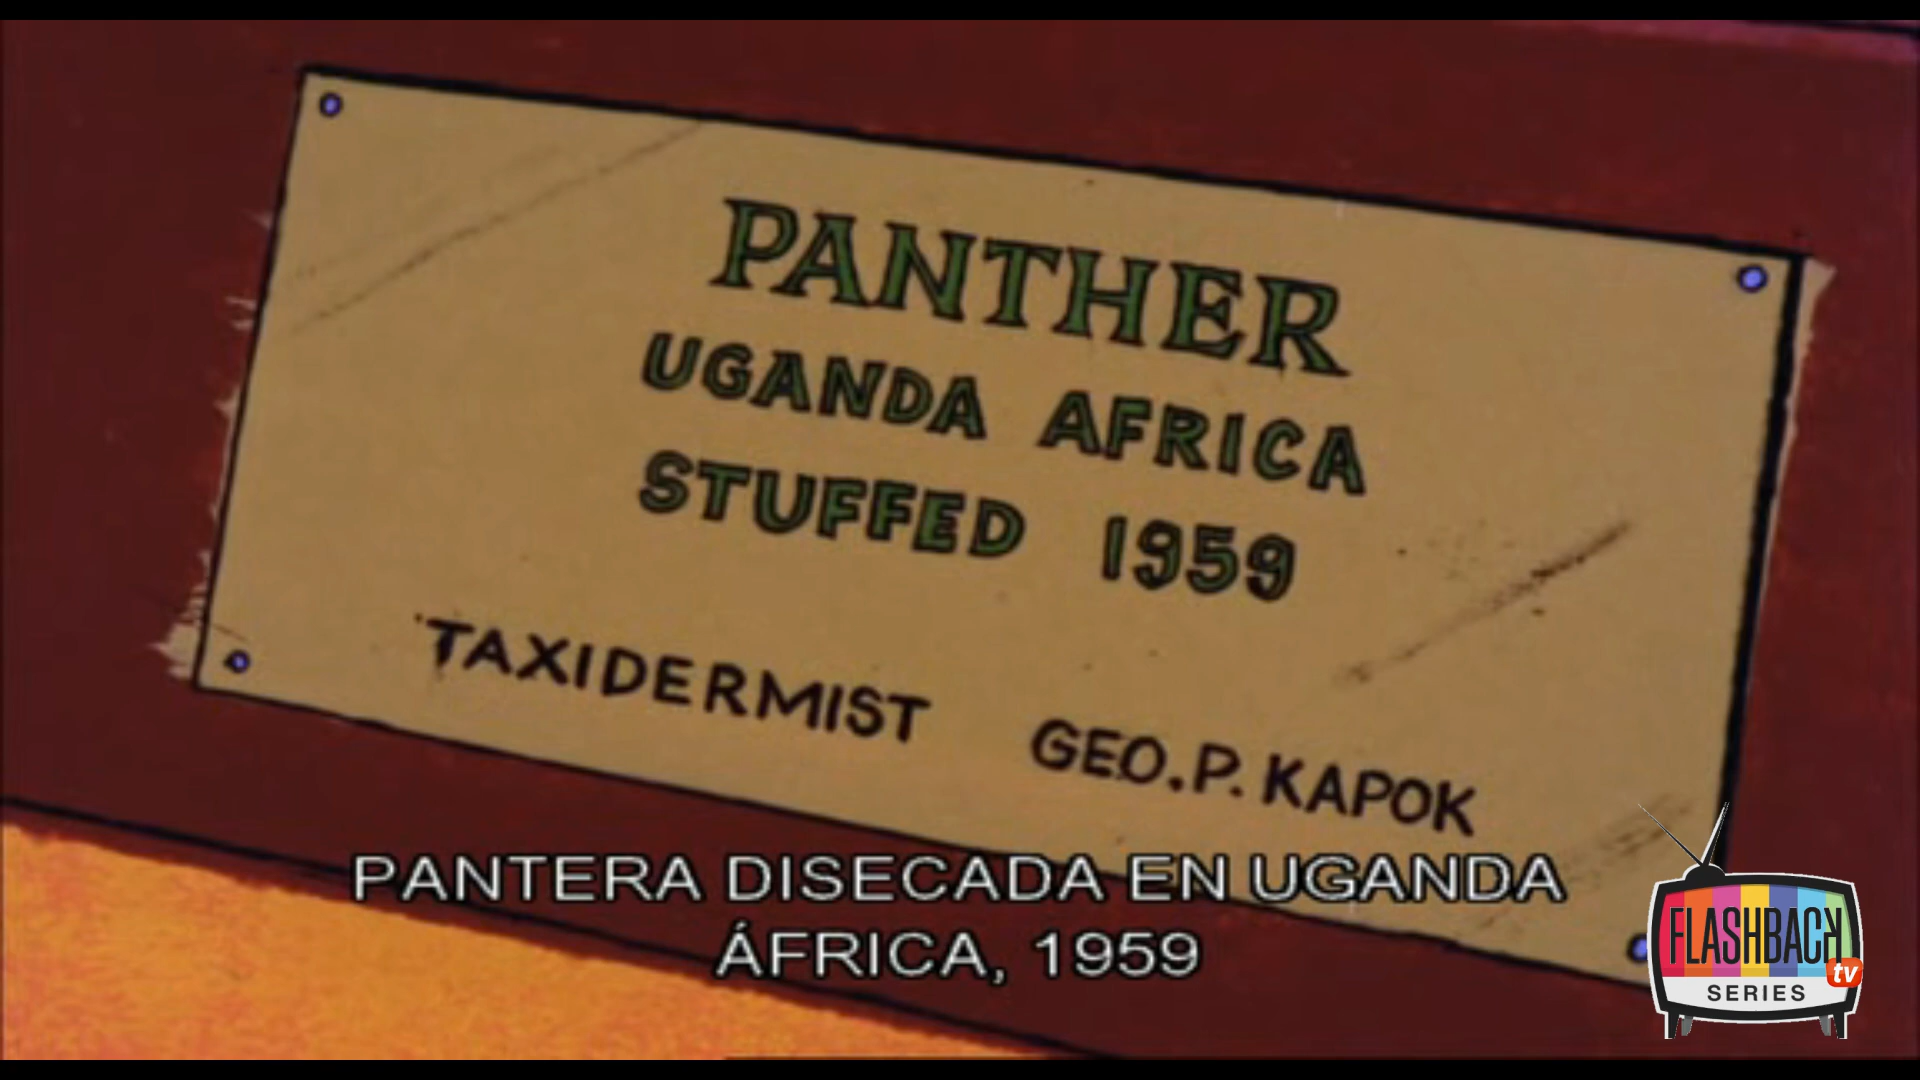 PANTHER
UGANDA AFRICA
STUFFED 1959
TAXIDERMIST GEO. P. KAPOK
PANTERA DISECADA EN UGANDA
ÁFRICA, 1959
FLASHBACK
tv
SERIES